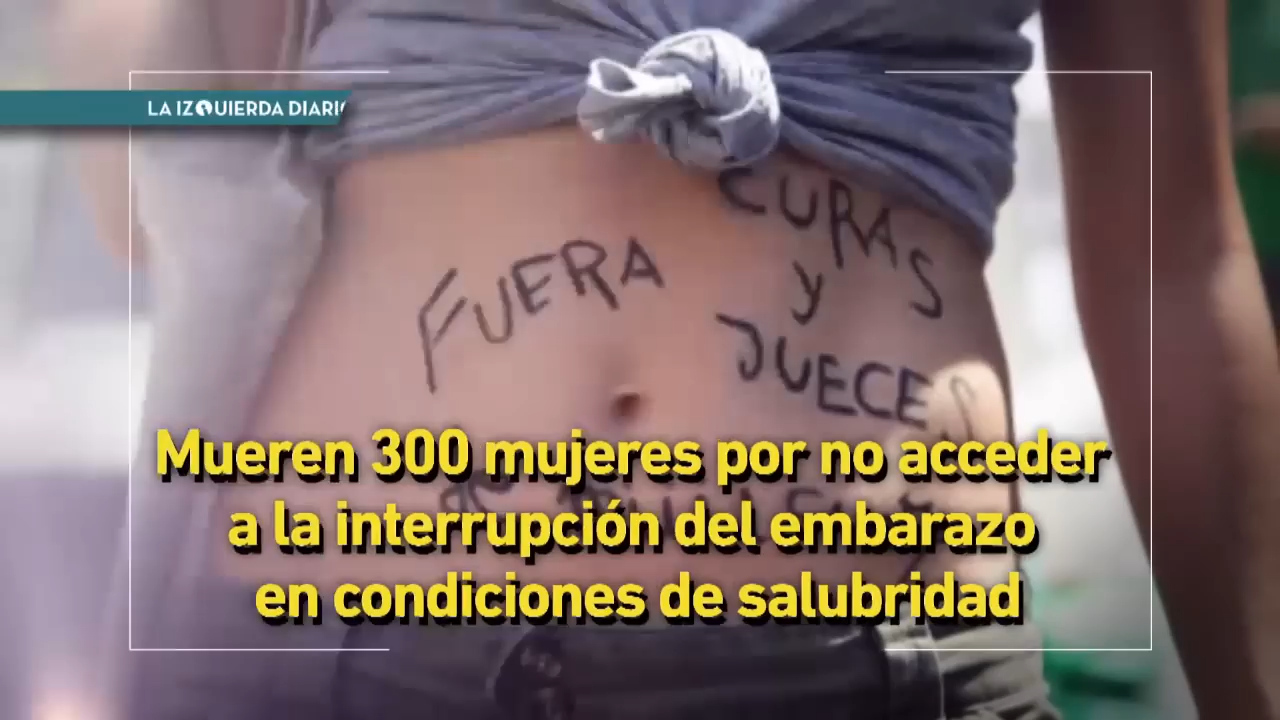 LA IZQUIERDA DIARI
FUERA
CURAS
y
JUECES
Mueren 300 mujeres por no acceder
a la interrupción del embarazo
en condiciones de salubridad